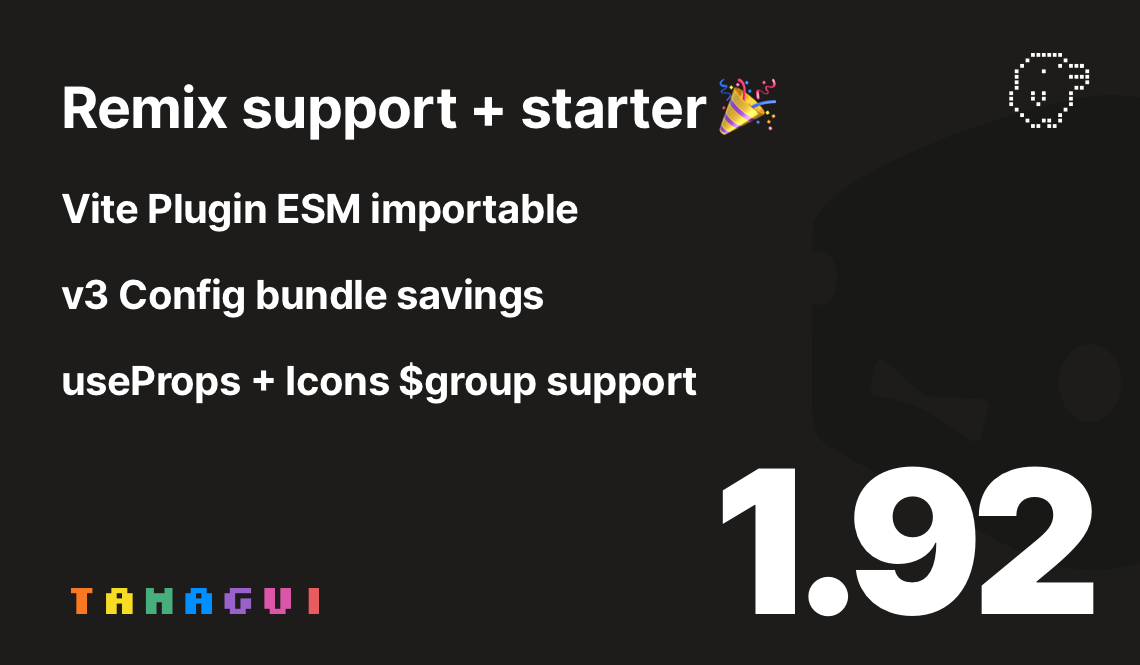 Remix support + starter 🎉
Vite Plugin ESM importable
v3 Config bundle savings
useProps + Icons $group support
1.92
TAMAGUI